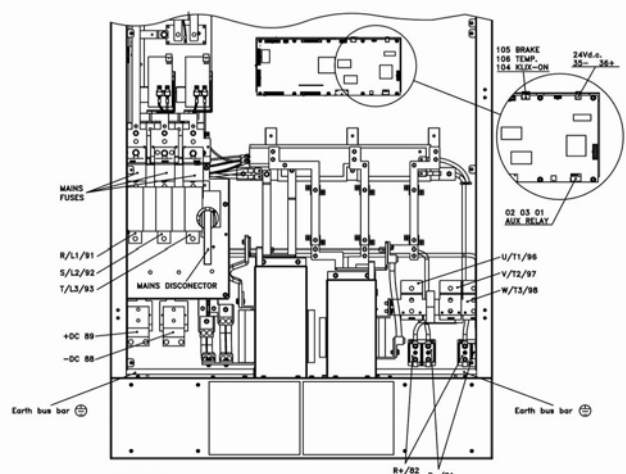 105 BRAKE
106 TEMP.
104 KLIX-ON
24Vd.c.
35- 36+
MAINS
FUSES
02 03 01
AUX RELAY
R/L1/91
S/L2/92
T/L3/93
MAINS DISCONECTOR
U/T1/96
V/T2/97
W/T3/98
+DC 89
-DC 88
Earth bus bar
Earth bus bar
R+/82